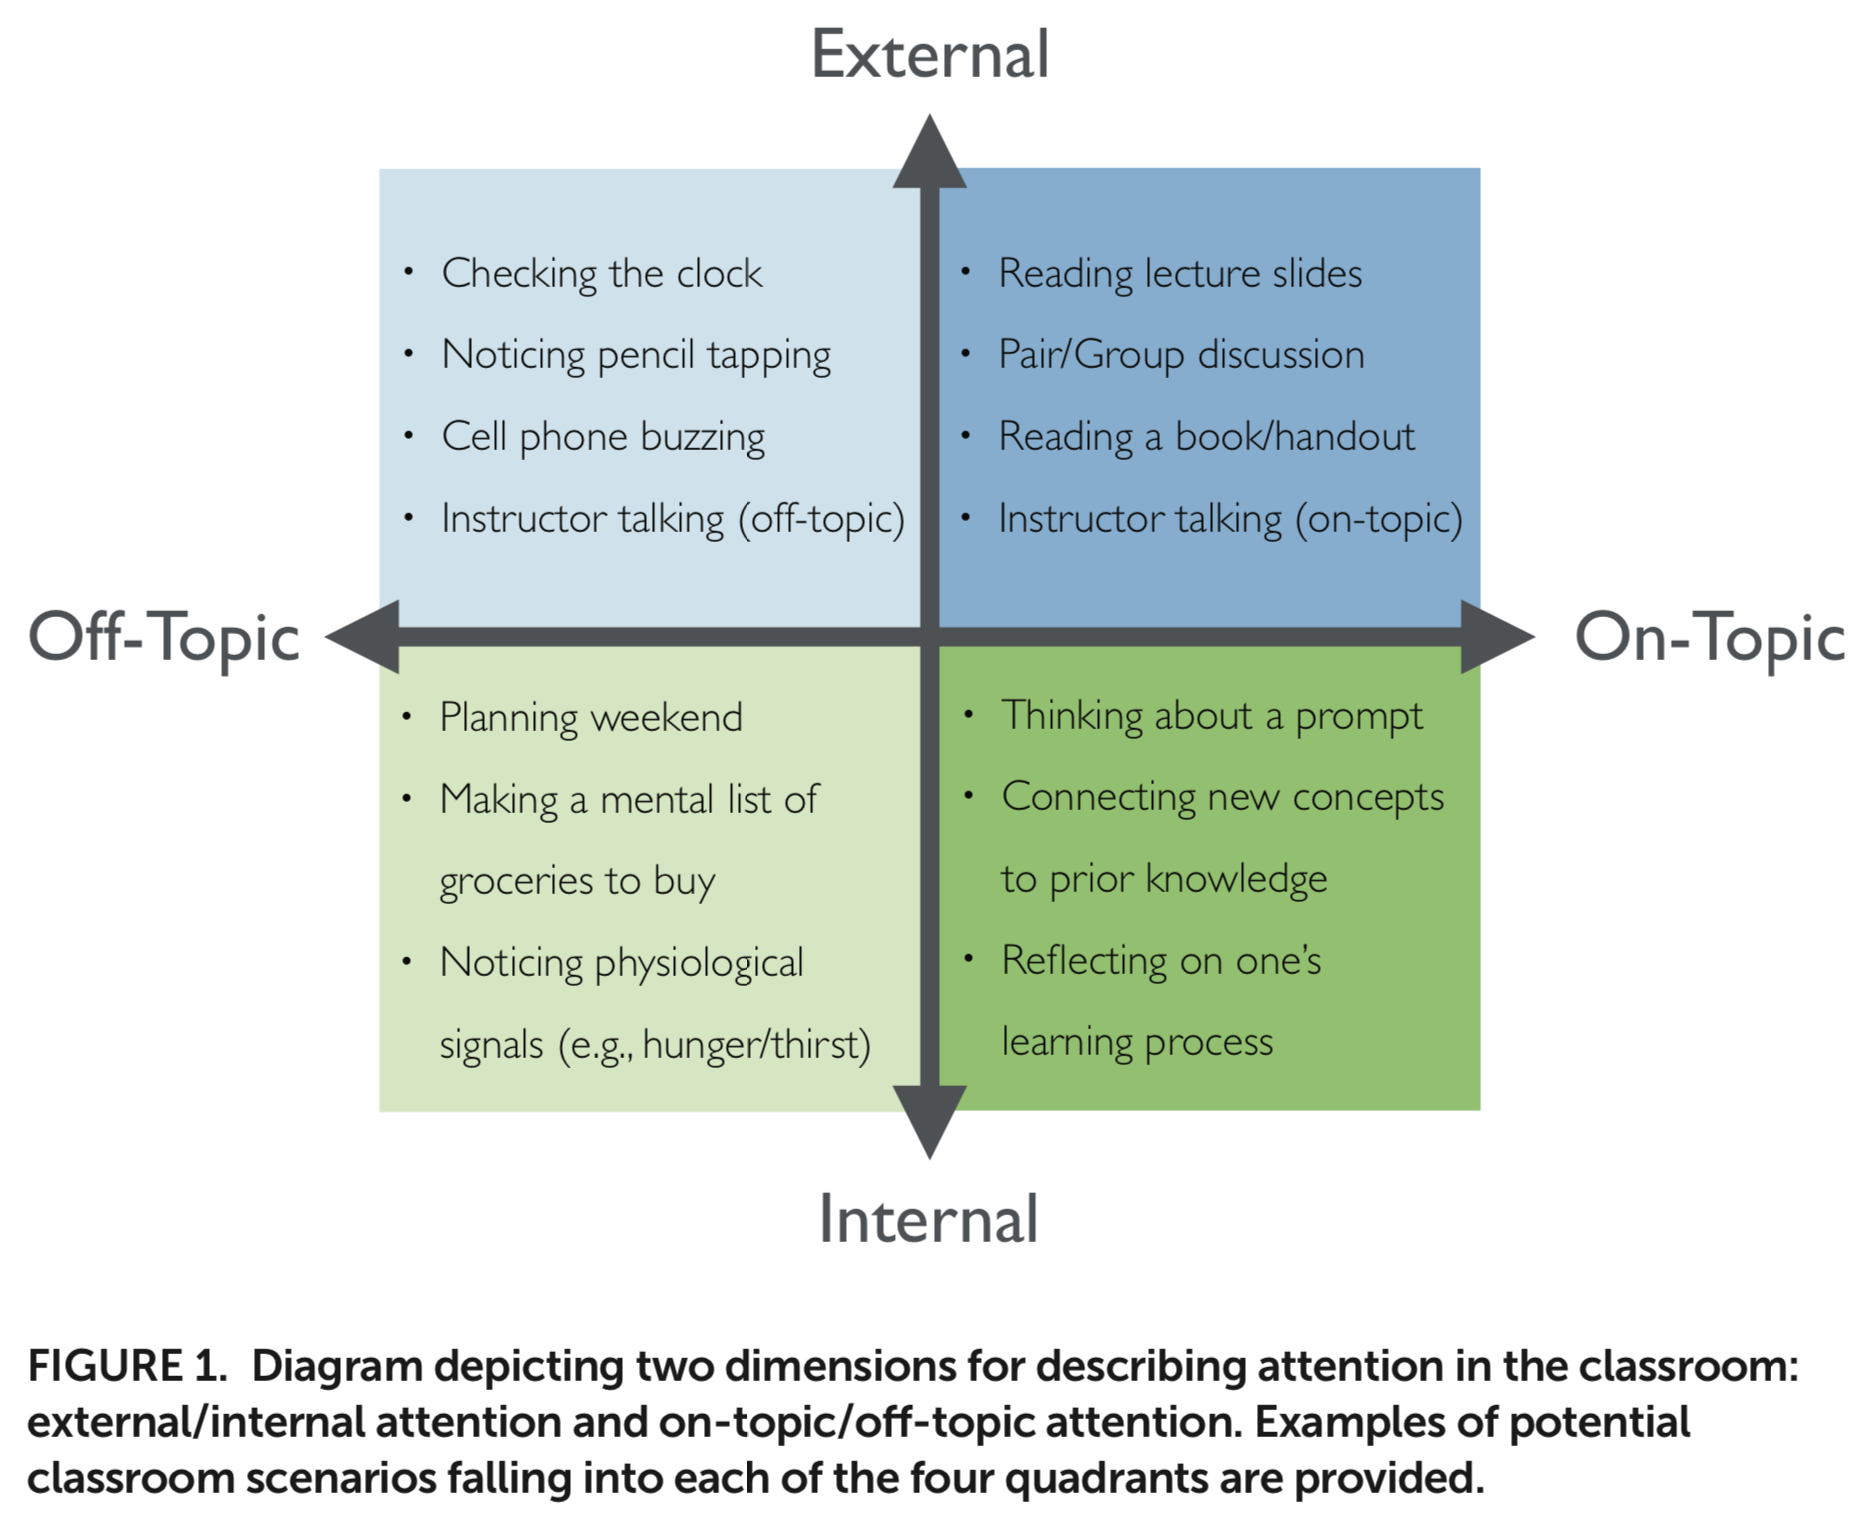 External
• Checking the clock
• Noticing pencil tapping
• Cell phone buzzing
• Instructor talking (off-topic)
• Reading lecture slides
• Pair/Group discussion
• Reading a book/handout
• Instructor talking (on-topic)
Off-Topic
On-Topic
• Planning weekend
• Making a mental list of
groceries to buy
• Noticing physiological
signals (e.g., hunger/thirst)
• Thinking about a prompt
• Connecting new concepts
to prior knowledge
• Reflecting on one’s
learning process
Internal
FIGURE 1. Diagram depicting two dimensions for describing attention in the classroom:
external/internal attention and on-topic/off-topic attention. Examples of potential
classroom scenarios falling into each of the four quadrants are provided.